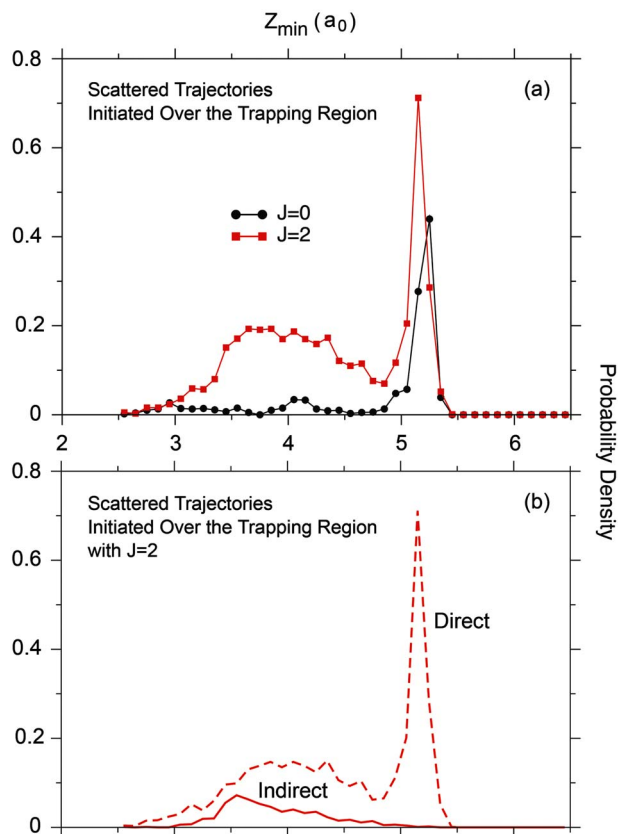 Zmin (a0)
0.8
Scattered Trajectories
Initiated Over the Trapping Region
(a)
0.6
J=0
J=2
0.4
0.2
0
2 3 4 5 6
Probability Density
0.8
Scattered Trajectories
Initiated Over the Trapping Region
with J=2
(b)
0.6
Direct
0.4
0.2
Indirect
0